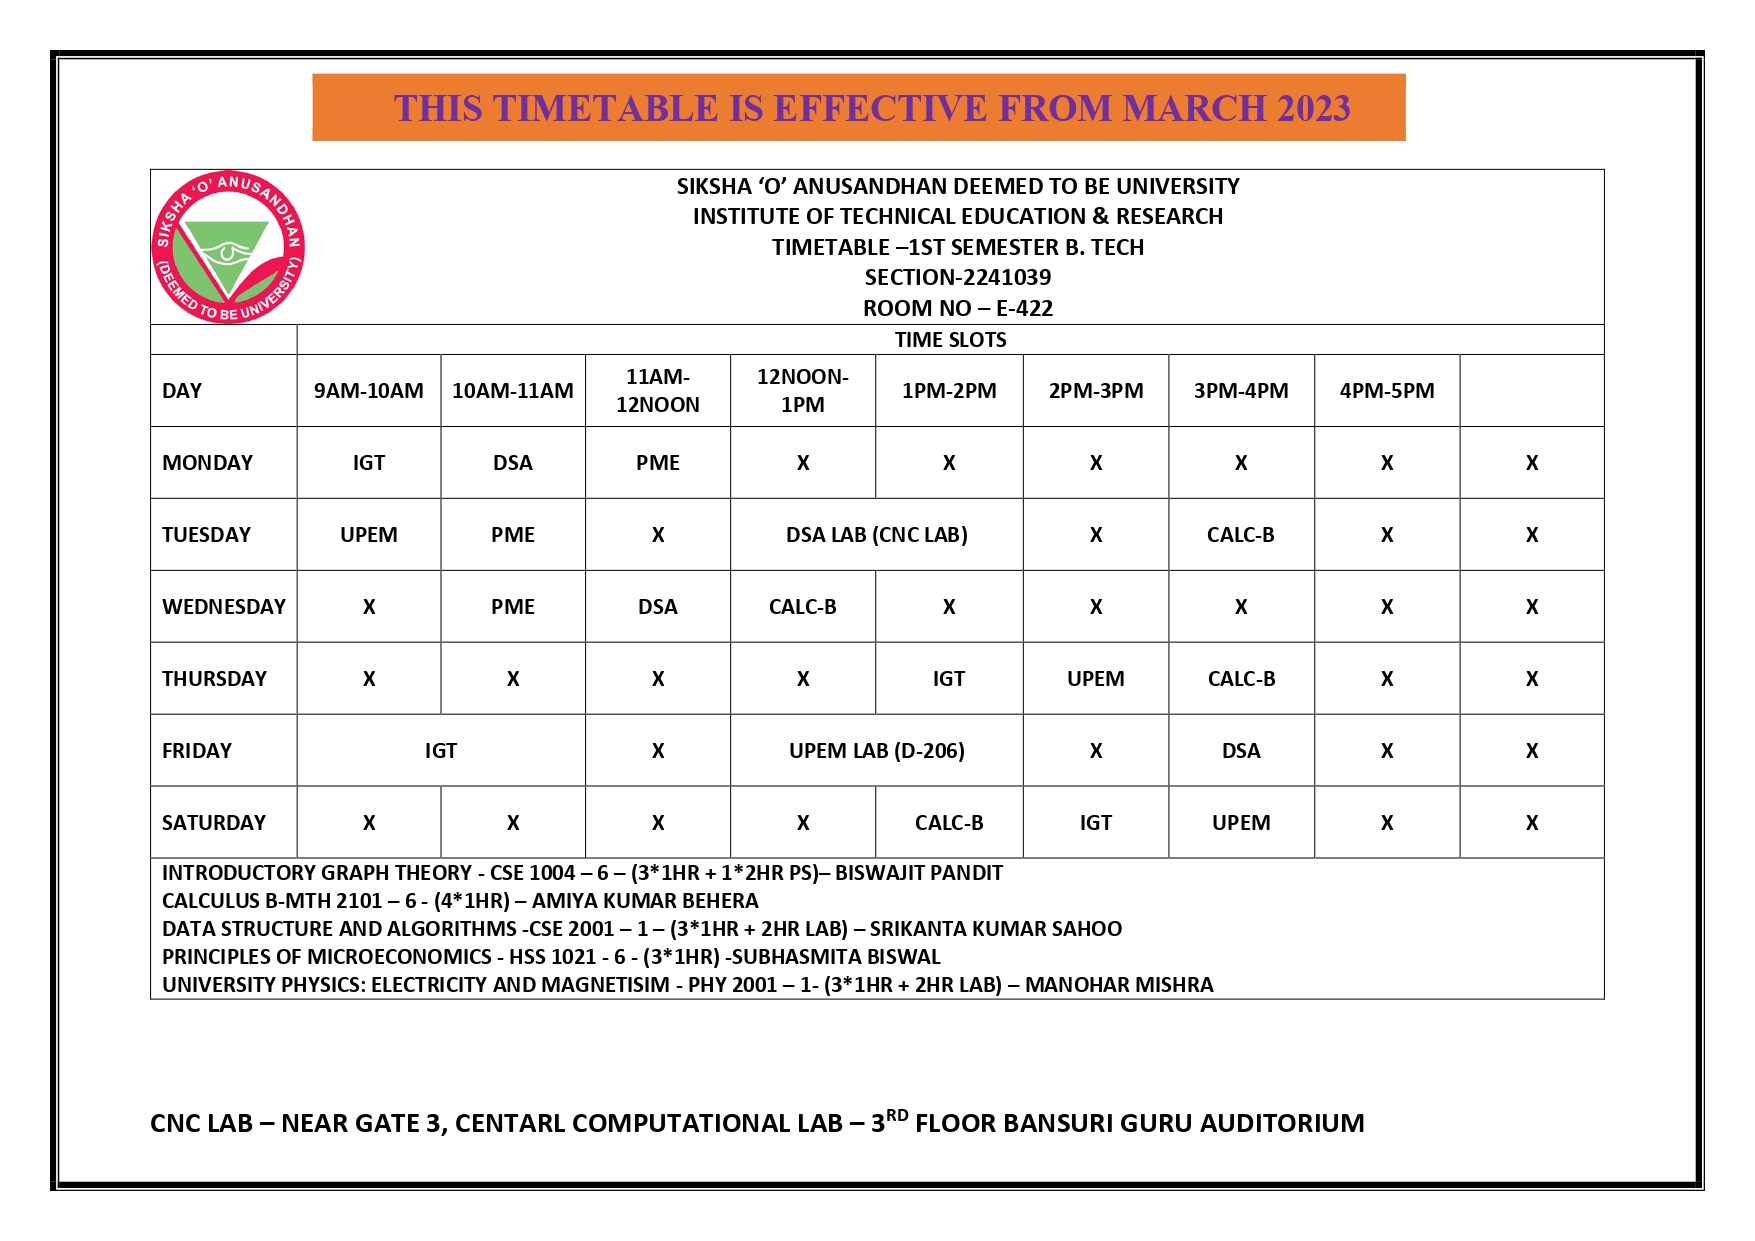 THIS TIMETABLE IS EFFECTIVE FROM MARCH 2023
SIKSHA ‘O’ ANUSANDHAN
(DEEMED TO BE UNIVERSITY)
SIKSHA ‘O’ ANUSANDHAN DEEMED TO BE UNIVERSITY
INSTITUTE OF TECHNICAL EDUCATION & RESEARCH
TIMETABLE –1ST SEMESTER B. TECH
SECTION-2241039
ROOM NO – E-422
TIME SLOTS
DAY 9AM-10AM 10AM-11AM 11AM-12NOON 12NOON-1PM 1PM-2PM 2PM-3PM 3PM-4PM 4PM-5PM
MONDAY IGT DSA PME X X X X X X
TUESDAY UPEM PME X DSA LAB (CNC LAB) X CALC-B X X
WEDNESDAY X PME DSA CALC-B X X X X X
THURSDAY X X X X IGT UPEM CALC-B X X
FRIDAY IGT X UPEM LAB (D-206) X DSA X X
SATURDAY X X X X CALC-B IGT UPEM X X
INTRODUCTORY GRAPH THEORY - CSE 1004 – 6 – (3*1HR + 1*2HR PS)– BISWAJIT PANDIT
CALCULUS B-MTH 2101 – 6 - (4*1HR) – AMIYA KUMAR BEHERA
DATA STRUCTURE AND ALGORITHMS -CSE 2001 – 1 – (3*1HR + 2HR LAB) – SRIKANTA KUMAR SAHOO
PRINCIPLES OF MICROECONOMICS - HSS 1021 - 6 - (3*1HR) -SUBHASMITA BISWAL
UNIVERSITY PHYSICS: ELECTRICITY AND MAGNETISIM - PHY 2001 – 1- (3*1HR + 2HR LAB) – MANOHAR MISHRA
CNC LAB – NEAR GATE 3, CENTARL COMPUTATIONAL LAB – 3RD FLOOR BANSURI GURU AUDITORIUM